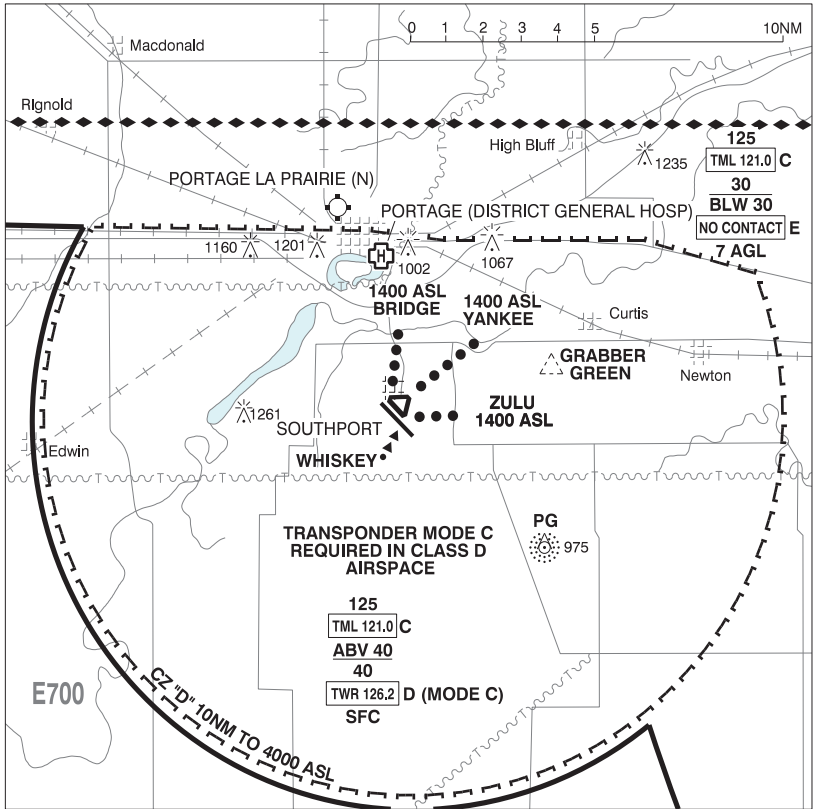 0 1 2 3 4 5 10NM
Macdonald
Rignold
High Bluff
1235
125
TML 121.0 C
30
BLW 30
NO CONTACT E
7 AGL
PORTAGE LA PRAIRIE (N)
PORTAGE (DISTRICT GENERAL HOSP)
1160
1201
H
1002
1067
1400 ASL
BRIDGE
1400 ASL
YANKEE
Curtis
GRABBER
GREEN
Newton
1261
ZULU
1400 ASL
SOUTHPORT
Edwin
WHISKEY
PG
975
TRANSPONDER MODE C
REQUIRED IN CLASS D
AIRSPACE
125
TML 121.0 C
ABV 40
40
TWR 126.2 D (MODE C)
SFC
E700
CZ "D" 10NM TO 4000 ASL